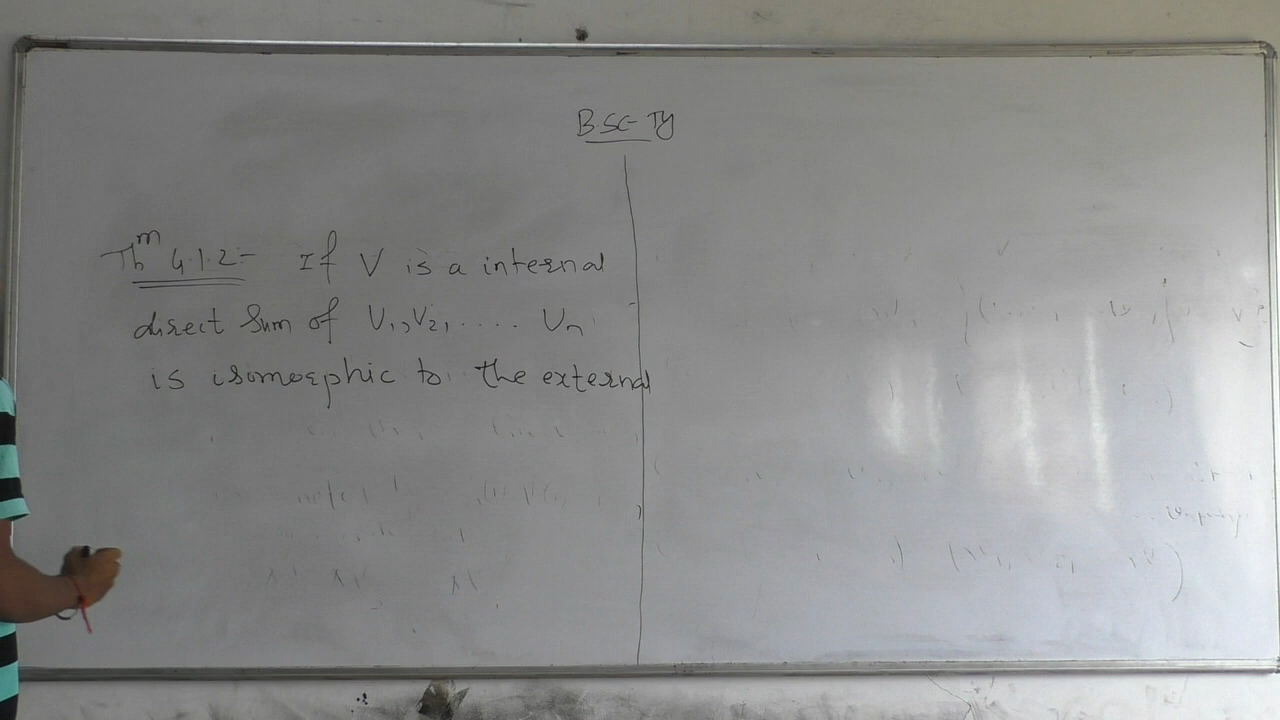 BSC-TY
Thm 4.1.2- If V is a internal
direct sum of V1, V2, .... Un
is isomorphic to the external